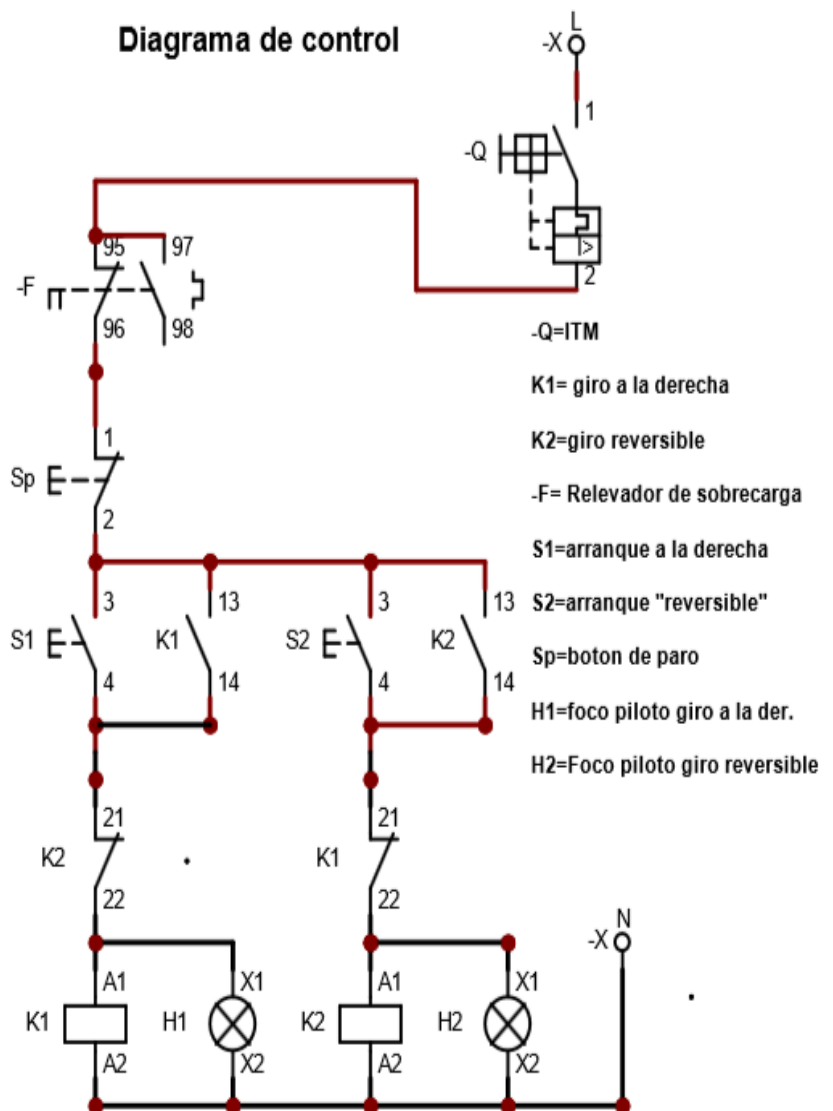 Diagrama de control
L
-X
1
-Q
I>
2
95 97
-F
96 98
1
Sp
2
3 13 3 13
S1 K1 S2 K2
4 14 4 14
21 21
K2 K1
22 22
N
-X
A1 X1 A1 X1
K1 H1 K2 H2
A2 X2 A2 X2
-Q=ITM
K1= giro a la derecha
K2=giro reversible
-F= Relevador de sobrecarga
S1=arranque a la derecha
S2=arranque "reversible"
Sp=boton de paro
H1=foco piloto giro a la der.
H2=Foco piloto giro reversible